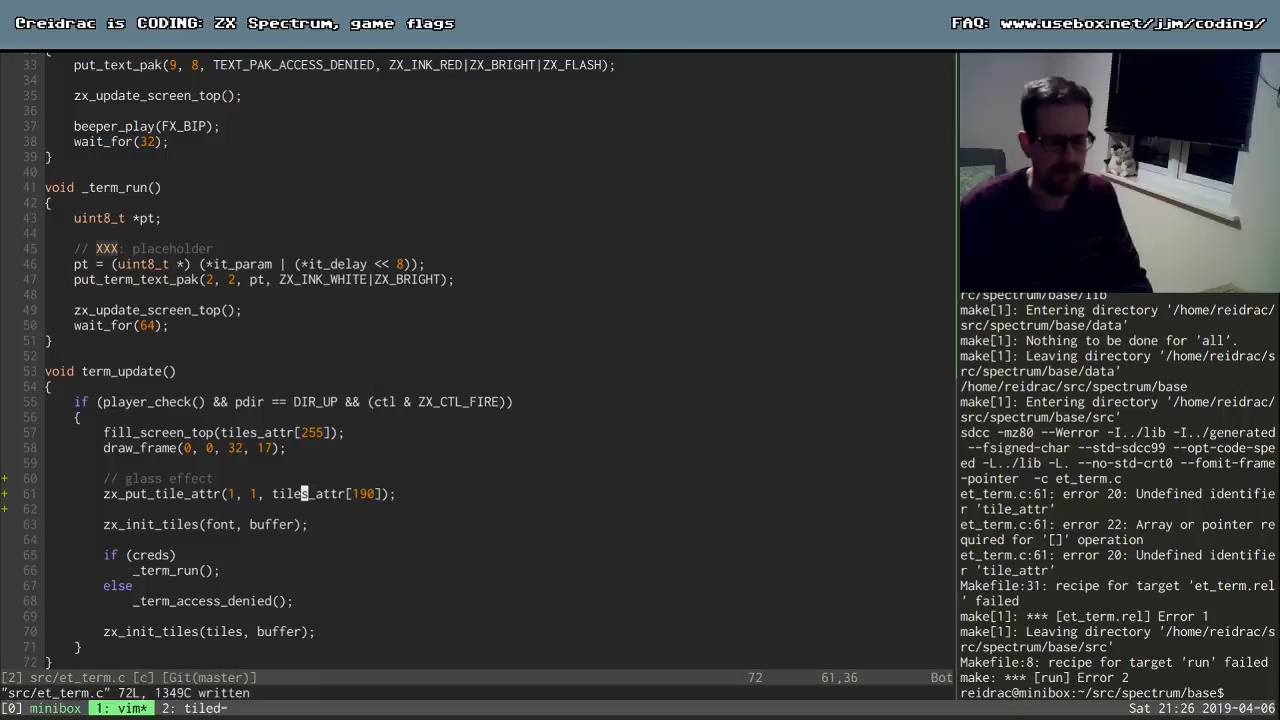 Creidrac is CODING: ZX Spectrum, game flags
FAQ: www.usebox.net/jjm/coding/
33 put_text_pak(9, 8, TEXT_PAK_ACCESS_DENIED, ZX_INK_RED|ZX_BRIGHT|ZX_FLASH);
34
35 zx_update_screen_top();
36
37 beeper_play(FX_BIP);
38 wait_for(32);
39 }
40
41 void _term_run()
42 {
43 uint8_t *pt;
44
45 // XXX: placeholder
46 pt = (uint8_t *) (*it_param | (*it_delay << 8));
47 put_term_text_pak(2, 2, pt, ZX_INK_WHITE|ZX_BRIGHT);
48
49 zx_update_screen_top();
50 wait_for(64);
51 }
52
53 void term_update()
54 {
55 if (player_check() && pdir == DIR_UP && (ctl & ZX_CTL_FIRE))
56 {
57 fill_screen_top(tiles_attr[255]);
58 draw_frame(0, 0, 32, 17);
59
+ 60 // glass effect
+ 61 zx_put_tile_attr(1, 1, tiles_attr[190]);
+ 62
63 zx_init_tiles(font, buffer);
64
65 if (creds)
66 _term_run();
67 else
68 _term_access_denied();
69
70 zx_init_tiles(tiles, buffer);
71 }
72 }
[2] src/et_term.c [c] [Git(master)] 72 61,36 Bot
"src/et_term.c" 72L, 1349C written
rc/spectrum/base/lib
make[1]: Entering directory '/home/reidrac/
src/spectrum/base/data'
make[1]: Nothing to be done for 'all'.
make[1]: Leaving directory '/home/reidrac/s
rc/spectrum/base/data'
/home/reidrac/src/spectrum/base
make[1]: Entering directory '/home/reidrac/
src/spectrum/base/src'
sdcc -mz80 --Werror -I../lib -I../generated
--fsigned-char --std-sdcc99 --opt-code-spe
ed -L../lib -L. --no-std-crt0 --fomit-frame
-pointer -c et_term.c
et_term.c:61: error 20: Undefined identifie
r 'tile_attr'
et_term.c:61: error 22: Array or pointer re
quired for '[]' operation
et_term.c:61: error 20: Undefined identifie
r 'tile_attr'
Makefile:31: recipe for target 'et_term.rel
' failed
make[1]: *** [et_term.rel] Error 1
make[1]: Leaving directory '/home/reidrac/s
rc/spectrum/base/src'
Makefile:8: recipe for target 'run' failed
make: *** [run] Error 2
reidrac@minibox:~/src/spectrum/base$
[0] minibox 1: vim* 2: tiled-
Sat 21:26 2019-04-06